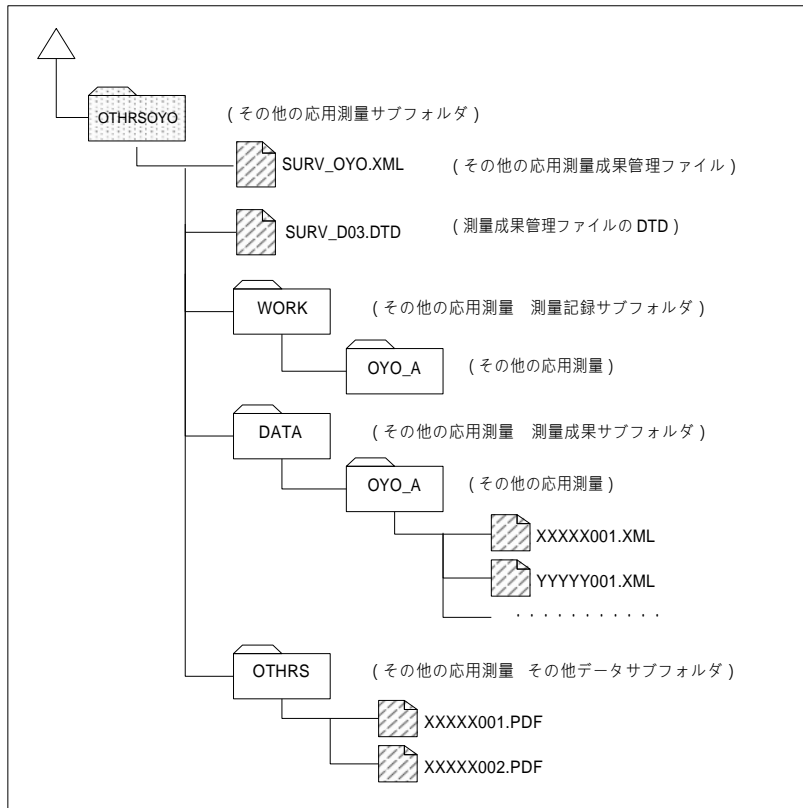 OTHRSOYO (その他の応用測量サブフォルダ)
SURV_OYO.XML (その他の応用測量成果管理ファイル)
SURV_D03.DTD (測量成果管理ファイルの DTD)
WORK (その他の応用測量 測量記録サブフォルダ)
OYO_A (その他の応用測量)
DATA (その他の応用測量 測量成果サブフォルダ)
OYO_A (その他の応用測量)
XXXXX001.XML
YYYYY001.XML
・・・・・・・・・・・
OTHRS (その他の応用測量 その他データサブフォルダ)
XXXXX001.PDF
XXXXX002.PDF